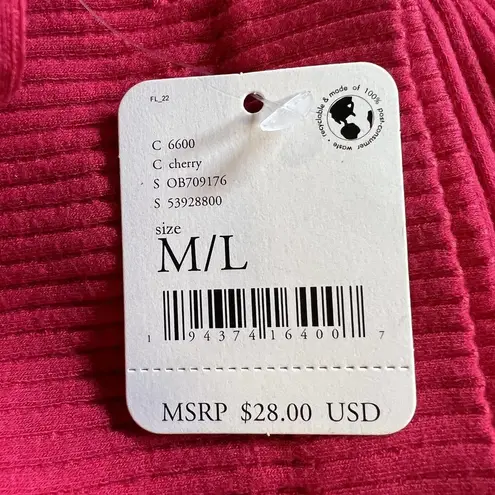 FL_22
recyclable & made of 100% post-consumer waste •
C 6600
C cherry
S OB709176
S 53928800
size
M/L
1 94374 16400 7
MSRP $28.00 USD